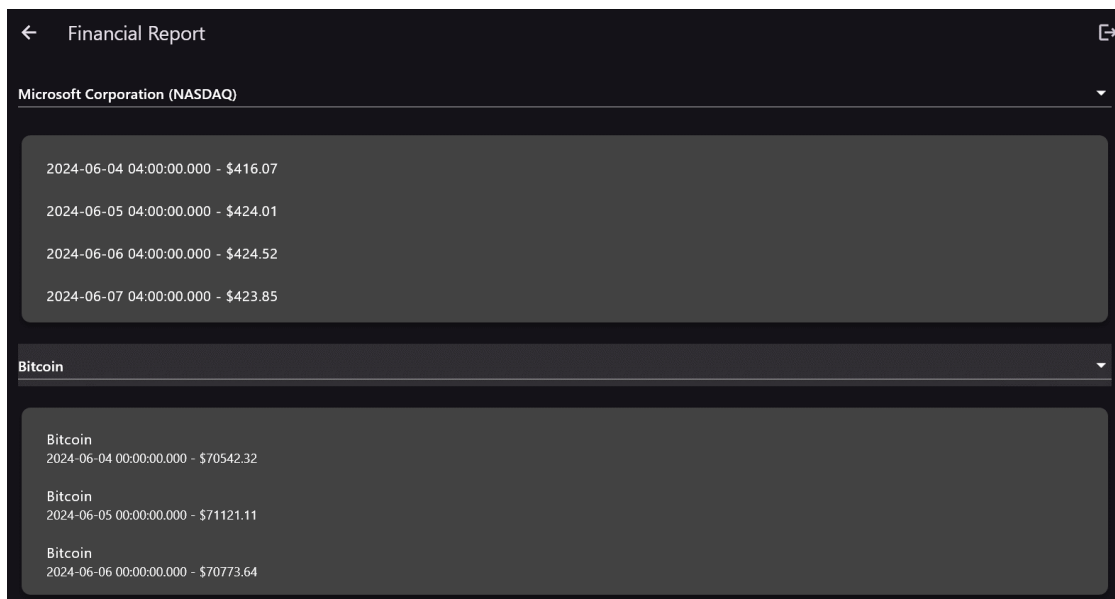 Financial Report
Microsoft Corporation (NASDAQ)
2024-06-04 04:00:00.000 - $416.07
2024-06-05 04:00:00.000 - $424.01
2024-06-06 04:00:00.000 - $424.52
2024-06-07 04:00:00.000 - $423.85
Bitcoin
Bitcoin
2024-06-04 00:00:00.000 - $70542.32
Bitcoin
2024-06-05 00:00:00.000 - $71121.11
Bitcoin
2024-06-06 00:00:00.000 - $70773.64